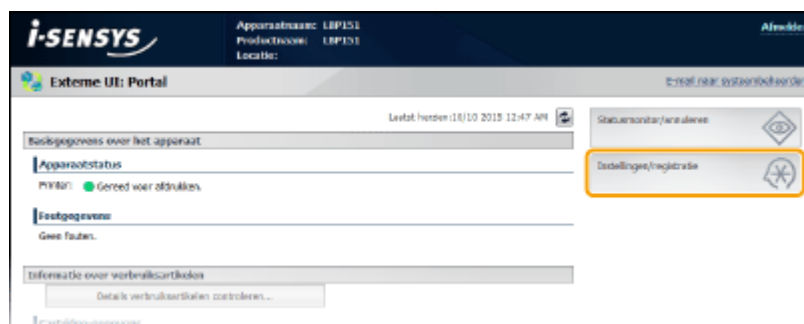 i-SENSYS
Apparaatnaam: LBP151
Productnaam: LBP151
Locatie:
Afmelde
Externe UI: Portal
E-mail naar systeembeheerder
Laatst herzien:10/10 2015 12:47 AM
Basisgegevens over het apparaat
Apparaatstatus
Printer: Gereed voor afdrukken.
Foutgegevens
Geen fouten.
Informatie over verbruiksartikelen
Details verbruiksartikelen controleren...
Statusmonitor/annuleren
Instellingen/registratie